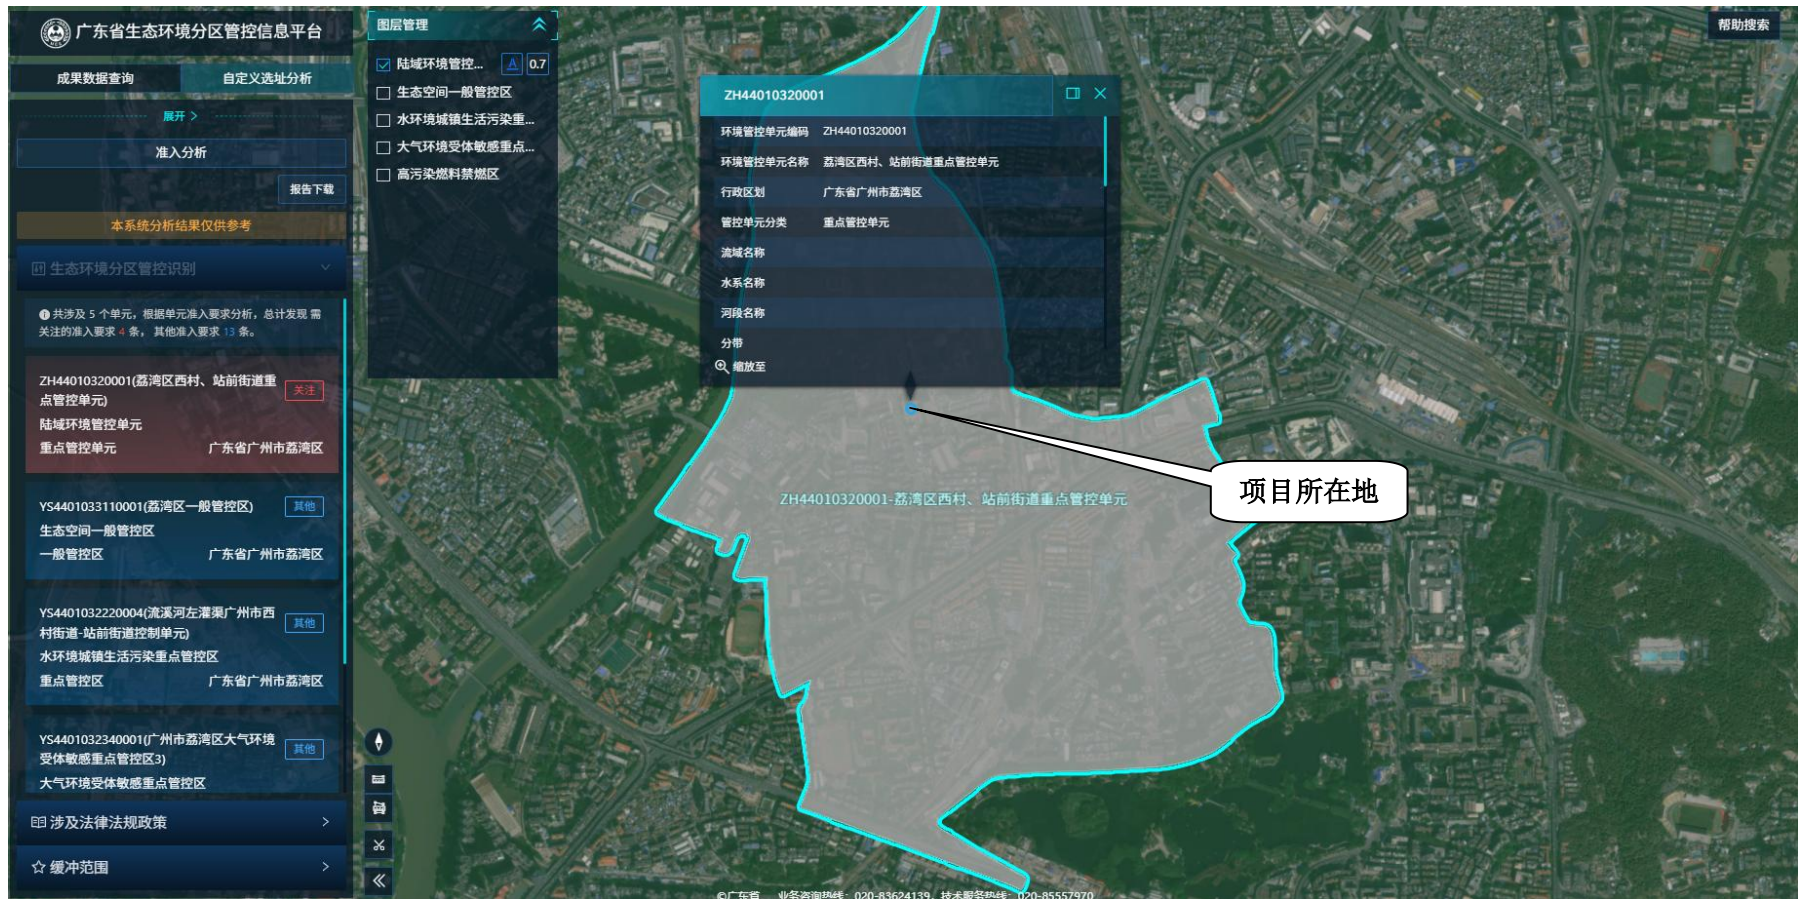 广东省生态环境分区管控信息平台
成果数据查询
自定义选址分析
展开 >
准入分析
报告下载
本系统分析结果仅供参考
生态环境分区管控识别
共涉及 5 个单元，根据单元准入要求分析，总计发现 需
关注的准入要求 4 条， 其他准入要求 13 条。
ZH44010320001(荔湾区西村、站前街道重
点管控单元)
关注
陆域环境管控单元
重点管控单元
广东省广州市荔湾区
YS4401033110001(荔湾区一般管控区)
其他
生态空间一般管控区
一般管控区
广东省广州市荔湾区
YS4401032220004(流溪河左灌渠广州市西
村街道-站前街道控制单元)
其他
水环境城镇生活污染重点管控区
重点管控区
广东省广州市荔湾区
YS4401032340001(广州市荔湾区大气环境
受体敏感重点管控区3)
其他
大气环境受体敏感重点管控区
涉及法律法规政策
缓冲范围
图层管理
陆域环境管控...
A
0.7
生态空间一般管控区
水环境城镇生活污染重...
大气环境受体敏感重点...
高污染燃料禁燃区
ZH44010320001
环境管控单元编码 ZH44010320001
环境管控单元名称 荔湾区西村、站前街道重点管控单元
行政区划 广东省广州市荔湾区
管控单元分类 重点管控单元
流域名称
水系名称
河段名称
分带
缩放至
帮助搜索
项目所在地
ZH44010320001-荔湾区西村、站前街道重点管控单元
©广东省 业务咨询热线：020-83624139，技术服务热线：020-85557970